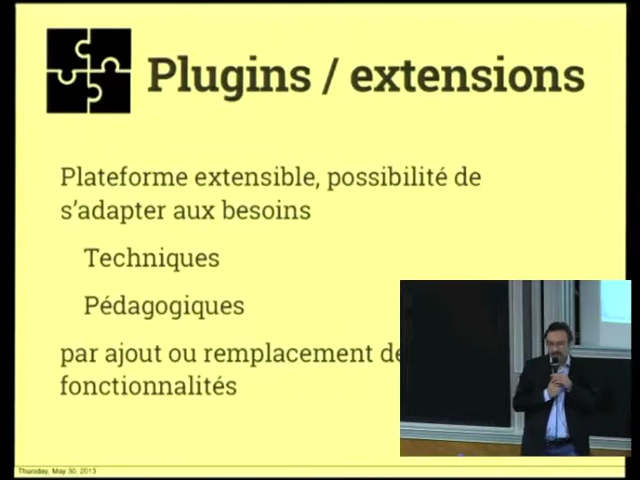 Plugins / extensions
Plateforme extensible, possibilité de
s'adapter aux besoins
Techniques
Pédagogiques
par ajout ou remplacement de
fonctionnalités
Thursday, May 30, 2013